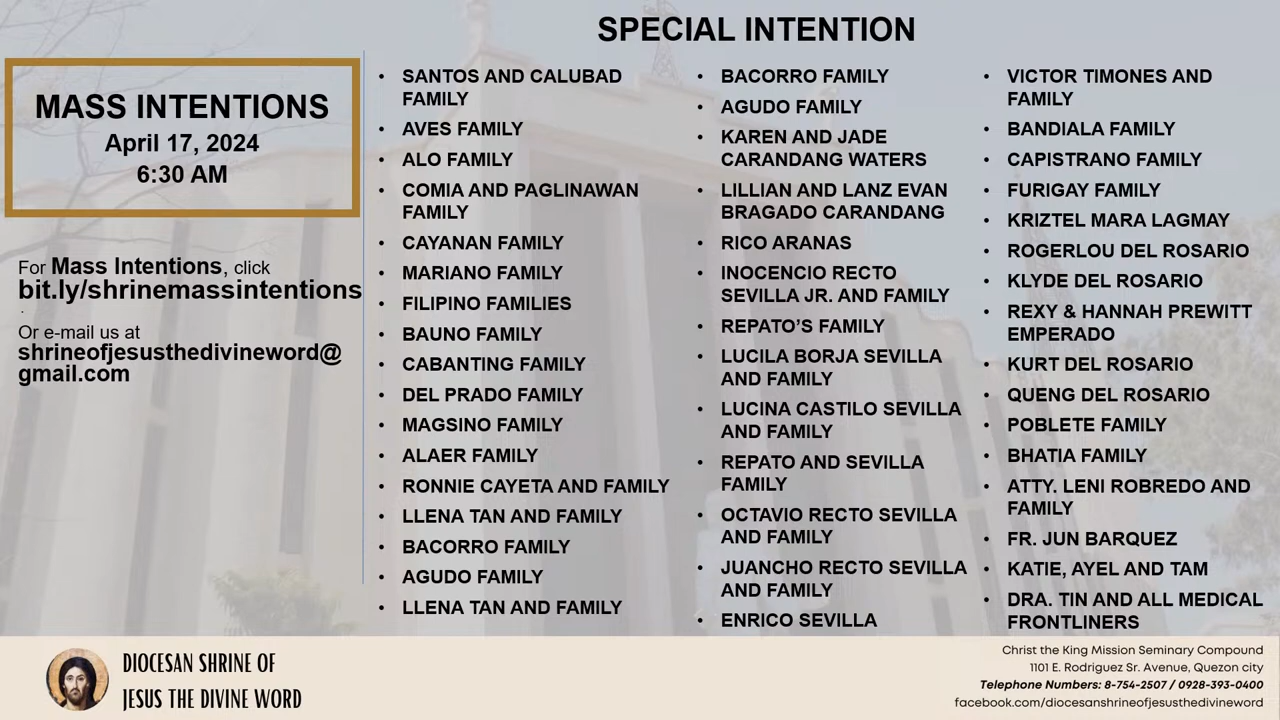 SPECIAL INTENTION
MASS INTENTIONS
April 17, 2024
6:30 AM
For Mass Intentions, click
bit.ly/shrinemassintentions
.
Or e-mail us at
shrineofjesusthedivineword@
gmail.com
• SANTOS AND CALUBAD
FAMILY
• AVES FAMILY
• ALO FAMILY
• COMIA AND PAGLINAWAN
FAMILY
• CAYANAN FAMILY
• MARIANO FAMILY
• FILIPINO FAMILIES
• BAUNO FAMILY
• CABANTING FAMILY
• DEL PRADO FAMILY
• MAGSINO FAMILY
• ALAER FAMILY
• RONNIE CAYETA AND FAMILY
• LLENA TAN AND FAMILY
• BACORRO FAMILY
• AGUDO FAMILY
• LLENA TAN AND FAMILY
• BACORRO FAMILY
• AGUDO FAMILY
• KAREN AND JADE
CARANDANG WATERS
• LILLIAN AND LANZ EVAN
BRAGADO CARANDANG
• RICO ARANAS
• INOCENCIO RECTO
SEVILLA JR. AND FAMILY
• REPATO’S FAMILY
• LUCILA BORJA SEVILLA
AND FAMILY
• LUCINA CASTILO SEVILLA
AND FAMILY
• REPATO AND SEVILLA
FAMILY
• OCTAVIO RECTO SEVILLA
AND FAMILY
• JUANCHO RECTO SEVILLA
AND FAMILY
• ENRICO SEVILLA
• VICTOR TIMONES AND
FAMILY
• BANDIALA FAMILY
• CAPISTRANO FAMILY
• FURIGAY FAMILY
• KRIZTEL MARA LAGMAY
• ROGERLOU DEL ROSARIO
• KLYDE DEL ROSARIO
• REXY & HANNAH PREWITT
EMPERADO
• KURT DEL ROSARIO
• QUENG DEL ROSARIO
• POBLETE FAMILY
• BHATIA FAMILY
• ATTY. LENI ROBREDO AND
FAMILY
• FR. JUN BARQUEZ
• KATIE, AYEL AND TAM
• DRA. TIN AND ALL MEDICAL
FRONTLINERS
DIOCESAN SHRINE OF
JESUS THE DIVINE WORD
Christ the King Mission Seminary Compound
1101 E. Rodriguez Sr. Avenue, Quezon city
Telephone Numbers: 8-754-2507 / 0928-393-0400
facebook.com/diocesanshrineofjesusthedivineword